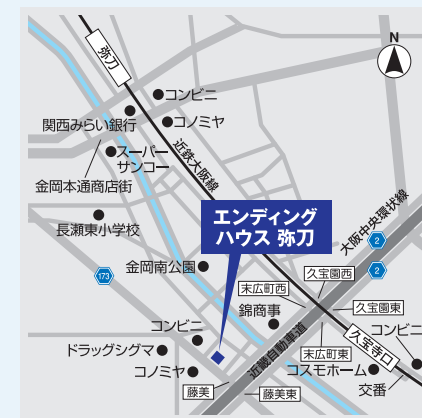 弥刀
N
コンビニ
関西みらい銀行
コノミヤ
スーパー
サンコー
近鉄大阪線
金岡本通商店街
長瀬東小学校
エンディング
ハウス 弥刀
大阪中央環状線
2
2
173
金岡南公園
久宝園西
末広町西
久宝園東
錦商事
コンビニ
近畿自動車道
末広町東
久宝寺口
コンビニ
ドラッグシグマ
コノミヤ
コスモホーム
藤美
藤美東
交番